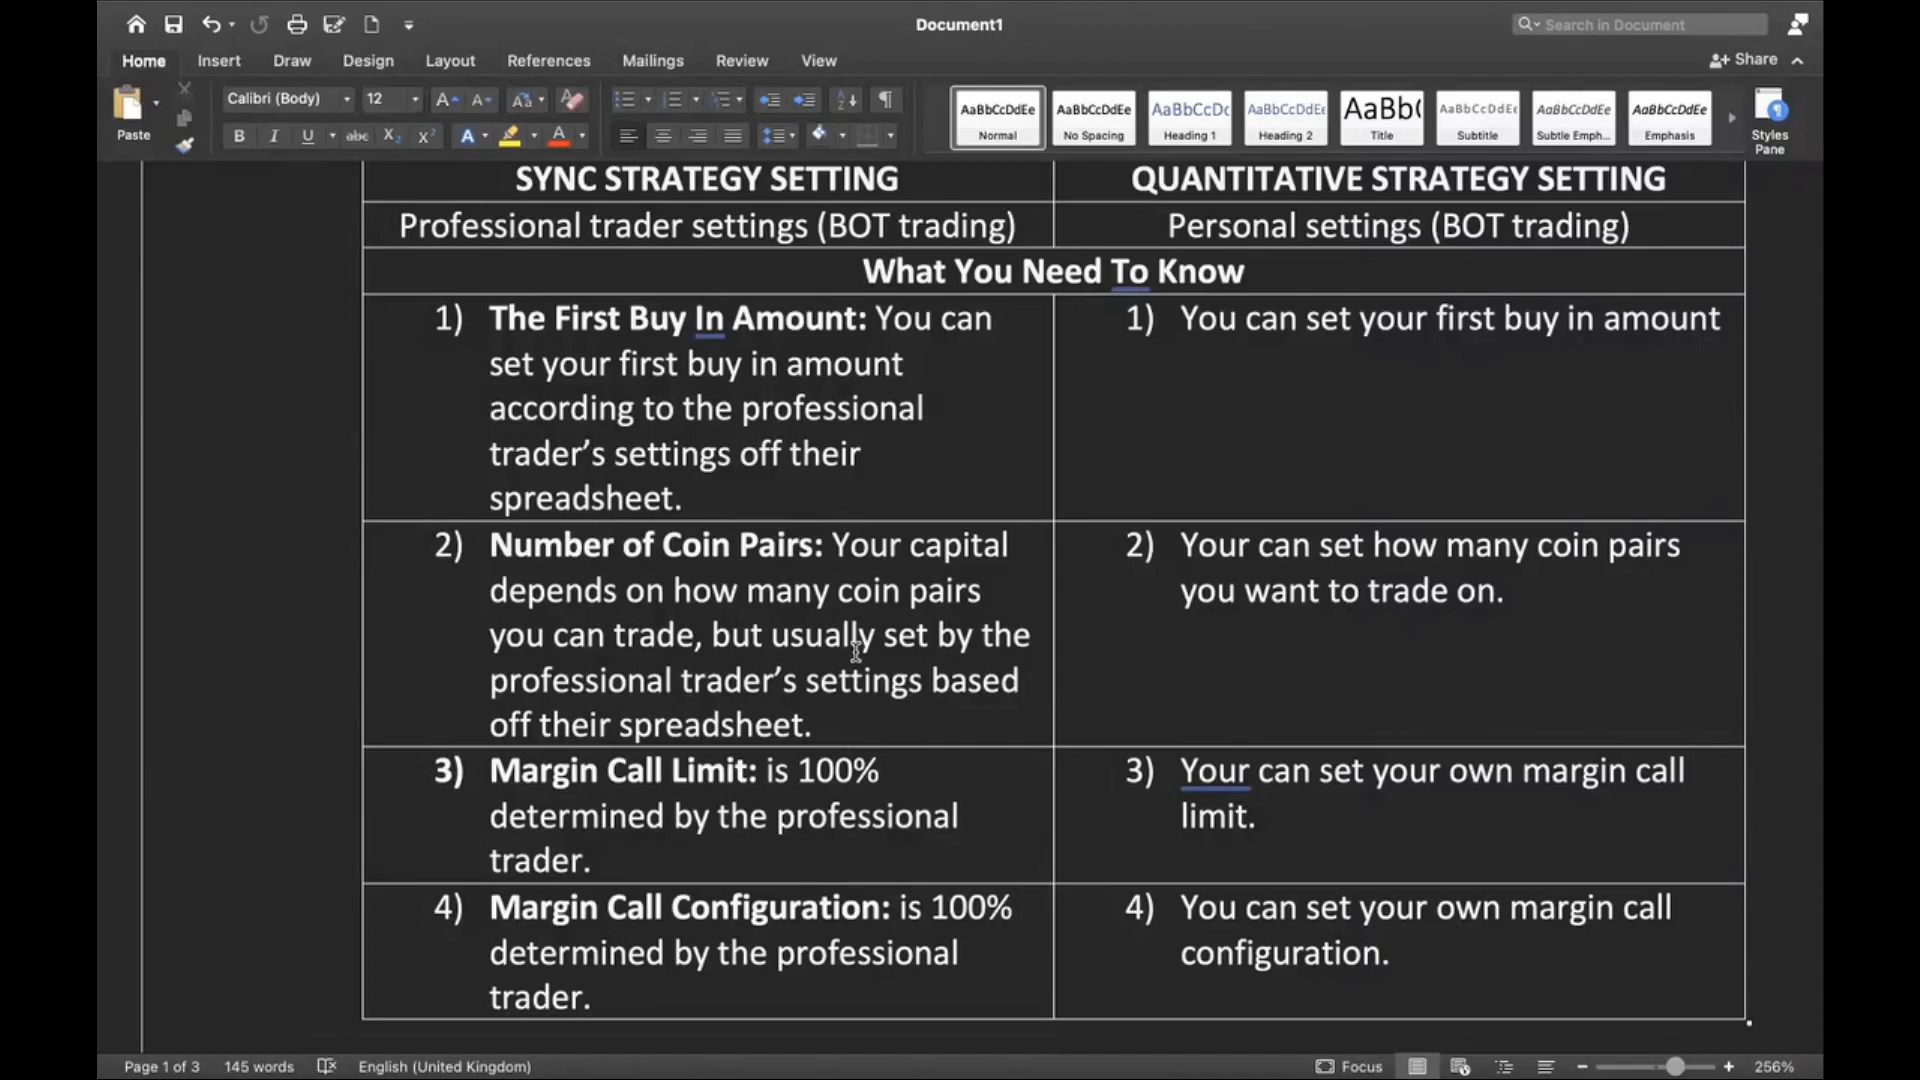 Document1
Search in Document
Home Insert Draw Design Layout References Mailings Review View
Share
Paste
Calibri (Body) 12
AaBbCcDdEe AaBbCcDdEe AaBbCcDc AaBbCcDdEe AaBb( AaBbCcDdEe AaBbCcDdEe AaBbCcDdEe
Normal No Spacing Heading 1 Heading 2 Title Subtitle Subtle Emph... Emphasis
Styles
Pane
SYNC STRATEGY SETTING
QUANTITATIVE STRATEGY SETTING
Professional trader settings (BOT trading)
Personal settings (BOT trading)
What You Need To Know
1) The First Buy In Amount: You can
set your first buy in amount
according to the professional
trader’s settings off their
spreadsheet.
1) You can set your first buy in amount
2) Number of Coin Pairs: Your capital
depends on how many coin pairs
you can trade, but usually set by the
professional trader’s settings based
off their spreadsheet.
2) Your can set how many coin pairs
you want to trade on.
3) Margin Call Limit: is 100%
determined by the professional
trader.
3) Your can set your own margin call
limit.
4) Margin Call Configuration: is 100%
determined by the professional
trader.
4) You can set your own margin call
configuration.
Page 1 of 3 145 words English (United Kingdom)
Focus
256%